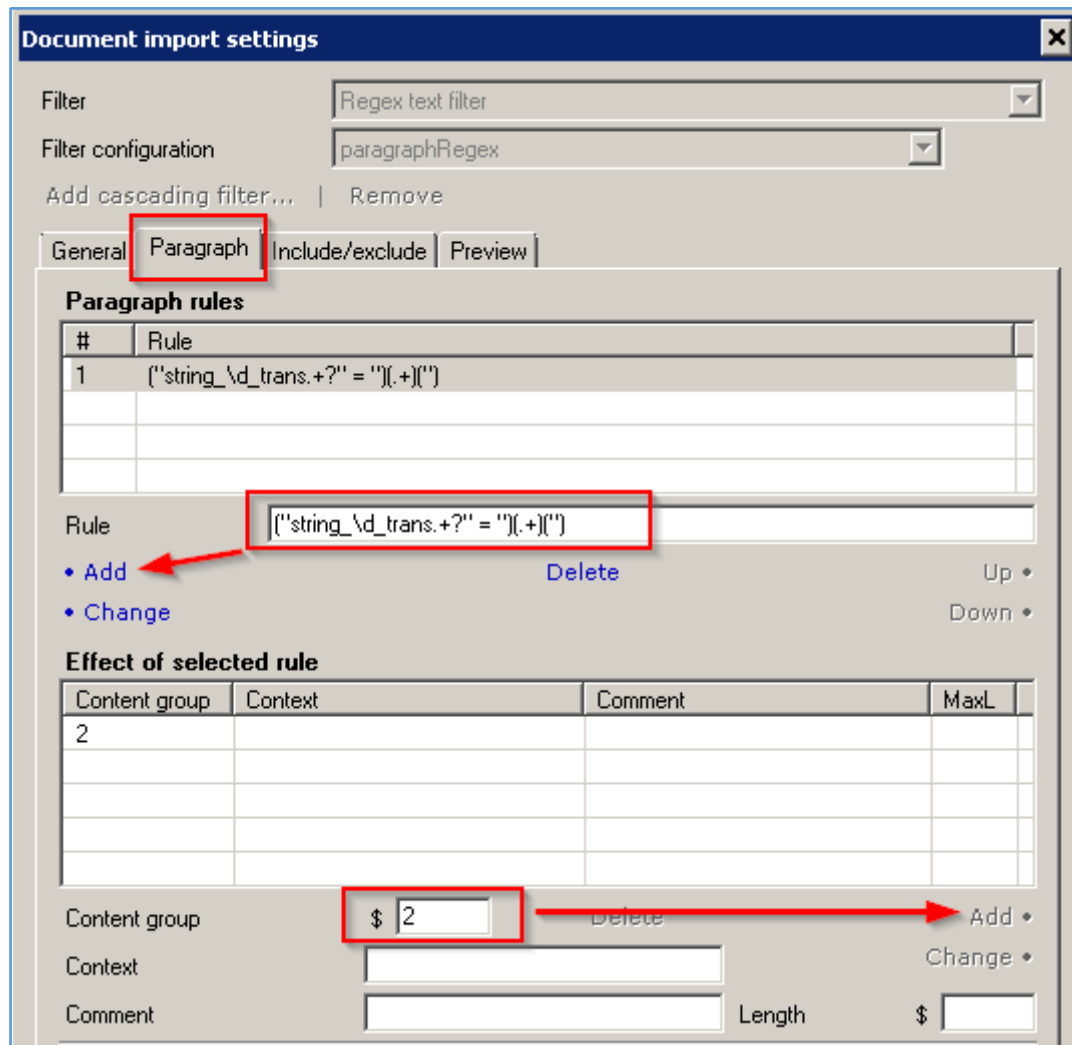 Document import settings
Filter Regex text filter
Filter configuration paragraphRegex
Add cascading filter... | Remove
General Paragraph Include/exclude Preview
Paragraph rules
# Rule
1 ("string_\d_trans.+?" = ")(.+)(")
Rule ("string_\d_trans.+?" = ")(.+)(")
• Add Delete Up •
• Change Down •
Effect of selected rule
Content group Context Comment MaxL
2
Content group $ 2 Delete Add •
Context Change •
Comment Length $